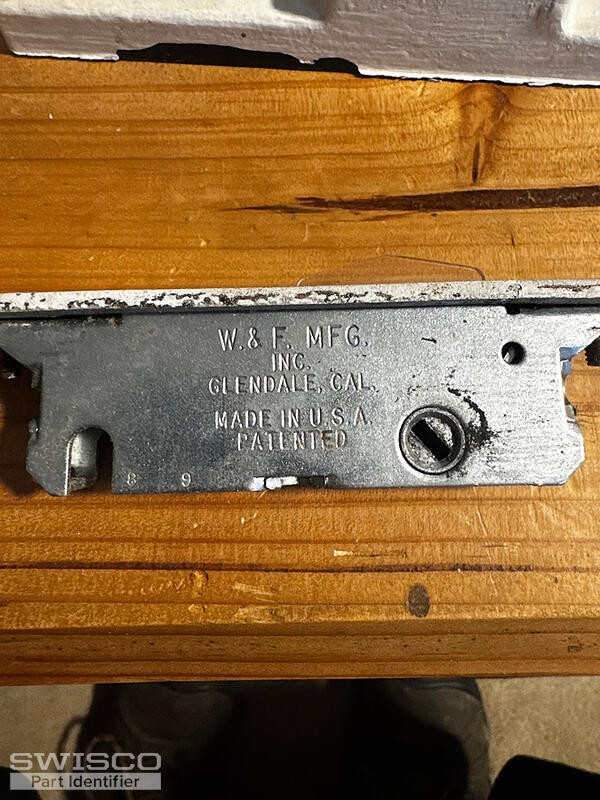 W. & F. MFG.
INC.
GLENDALE, CAL.
MADE IN U.S.A.
PATENTED
8 9
SWISCO
Part Identifier